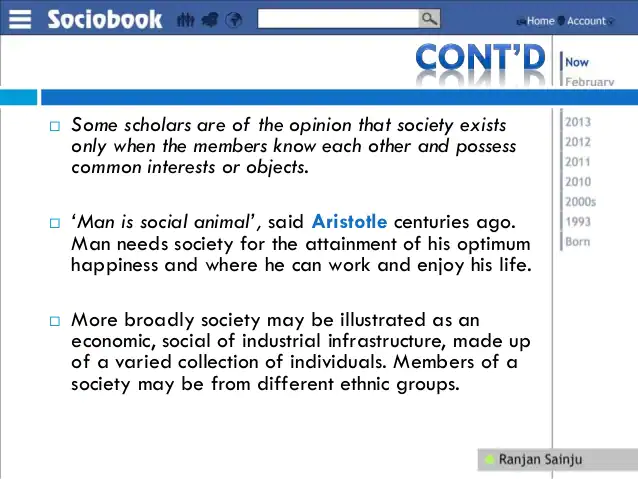 Sociobook
Home Account
CONT'D
Now
February
2013
2012
2011
2010
2000s
1993
Born
Some scholars are of the opinion that society exists
only when the members know each other and possess
common interests or objects.
‘Man is social animal’, said Aristotle centuries ago.
Man needs society for the attainment of his optimum
happiness and where he can work and enjoy his life.
More broadly society may be illustrated as an
economic, social of industrial infrastructure, made up
of a varied collection of individuals. Members of a
society may be from different ethnic groups.
Ranjan Sainju